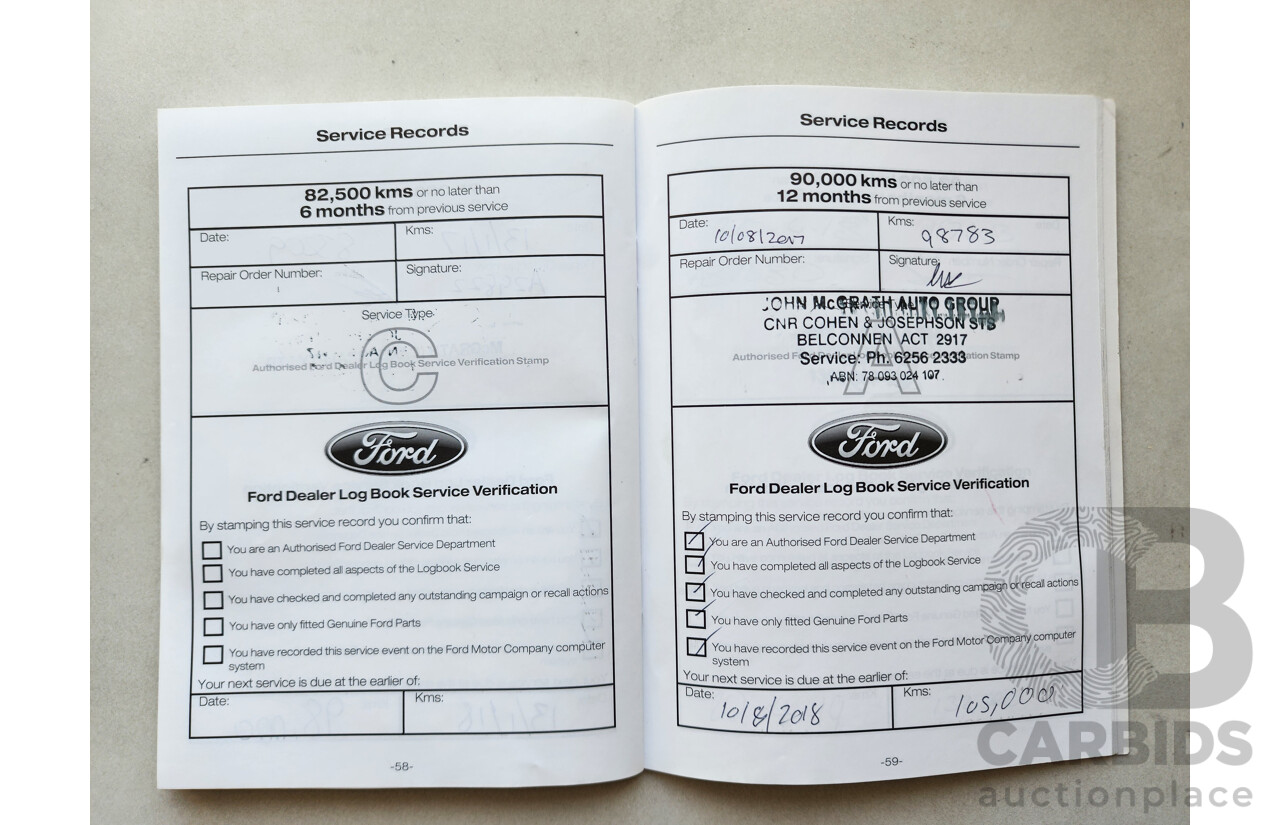 Service Records
82,500 kms or no later than
6 months from previous service
Date:
Kms:
Repair Order Number:
Signature:
Service Type
C
Authorised Ford Dealer Log Book Service Verification Stamp
Ford
Ford Dealer Log Book Service Verification
By stamping this service record you confirm that:
You are an Authorised Ford Dealer Service Department
You have completed all aspects of the Logbook Service
You have checked and completed any outstanding campaign or recall actions
You have only fitted Genuine Ford Parts
You have recorded this service event on the Ford Motor Company computer
system
Your next service is due at the earlier of:
Date:
Kms:
-58-
Service Records
90,000 kms or no later than
12 months from previous service
Date: 10/08/2017
Kms: 98783
Repair Order Number:
Signature:
JOHN McGRATH AUTO GROUP
CNR COHEN & JOSEPHSON STS
BELCONNEN ACT 2917
Service: Ph. 6256 2333
ABN: 78 093 024 107
A
Authorised Ford Stamp
Ford
Ford Dealer Log Book Service Verification
By stamping this service record you confirm that:
You are an Authorised Ford Dealer Service Department
You have completed all aspects of the Logbook Service
You have checked and completed any outstanding campaign or recall actions
You have only fitted Genuine Ford Parts
You have recorded this service event on the Ford Motor Company computer
system
Your next service is due at the earlier of:
Date: 10/8/2018
Kms: 105,000
-59-
CB
CARBIDS
auctionplace